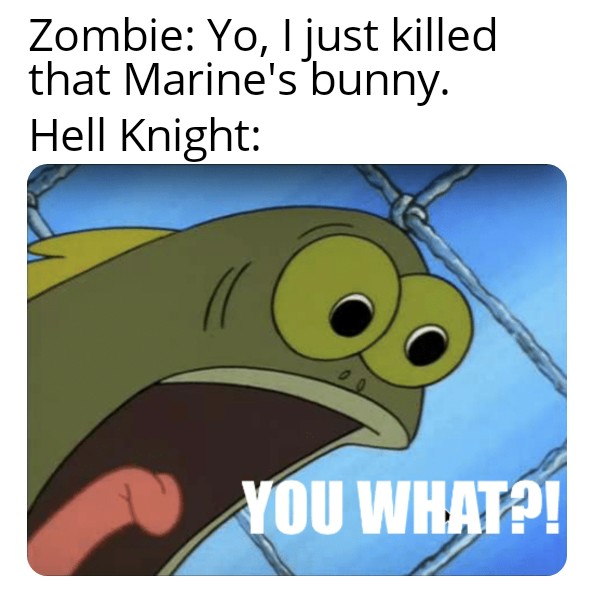 Zombie: Yo, I just killed
that Marine's bunny.
Hell Knight:
YOU WHAT?!